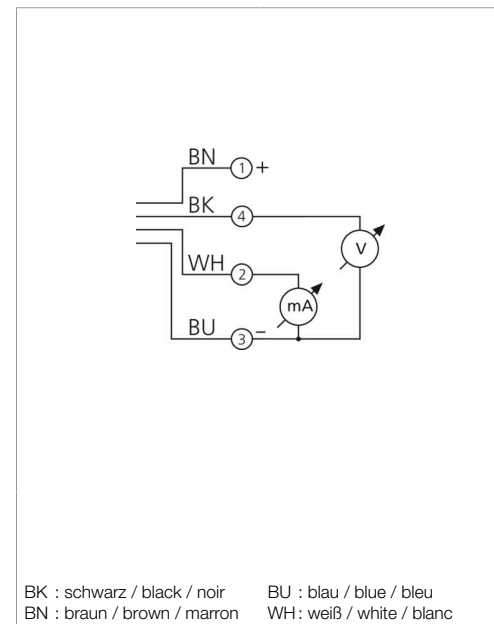 BN 1 +
BK 4
V
WH 2
mA
BU 3 –
BK : schwarz / black / noir BU : blau / blue / bleu
BN : braun / brown / marron WH : weiß / white / blanc